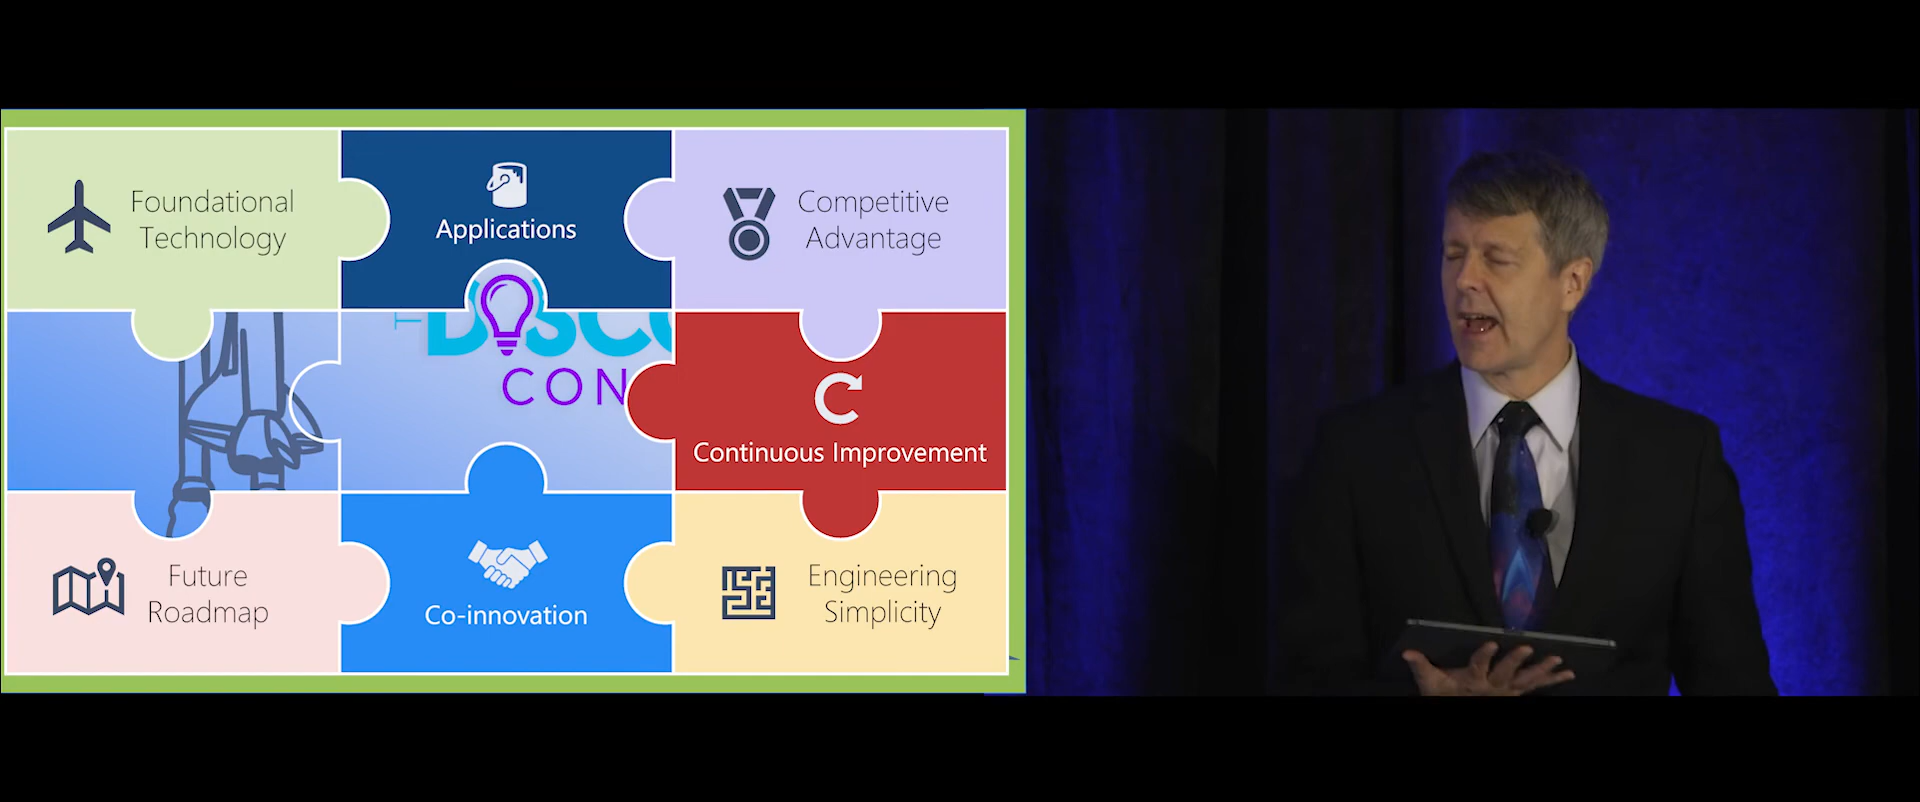 Foundational
Technology
Applications
Competitive
Advantage
CON
Continuous Improvement
Future
Roadmap
Co-innovation
Engineering
Simplicity